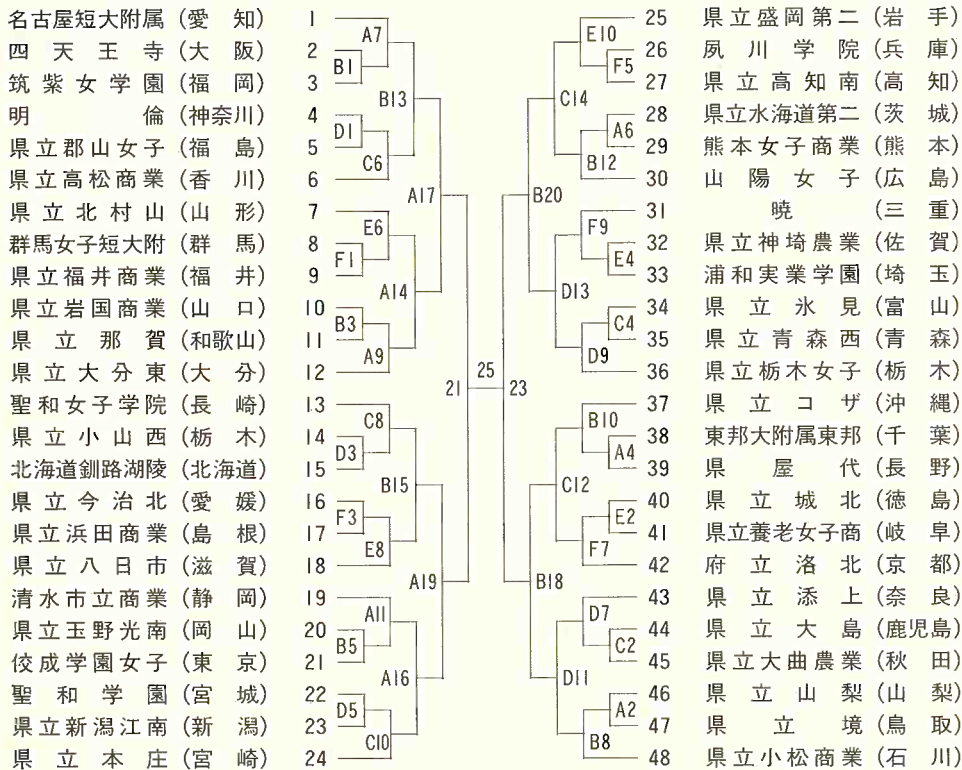 名古屋短大附属 (愛知) 1
四天王寺 (大阪) 2
筑紫女学園 (福岡) 3
明倫 (神奈川) 4
県立郡山女子 (福島) 5
県立高松商業 (香川) 6
県立北村山 (山形) 7
群馬女子短大附 (群馬) 8
県立福井商業 (福井) 9
県立岩国商業 (山口) 10
県立那賀 (和歌山) 11
県立大分東 (大分) 12
聖和女子学院 (長崎) 13
県立小山西 (栃木) 14
北海道釧路湖陵 (北海道) 15
県立今治北 (愛媛) 16
県立浜田商業 (島根) 17
県立八日市 (滋賀) 18
清水市立商業 (静岡) 19
県立玉野光南 (岡山) 20
佼成学園女子 (東京) 21
聖和学園 (宮城) 22
県立新潟江南 (新潟) 23
県立本庄 (宮崎) 24
A7
B1
B13
D1
C6
A17
E6
F1
A14
B3
A9
21
25
23
C8
D3
B15
F3
E8
A19
A11
B5
A16
D5
C10
E10
F5
C14
A6
B12
B20
F9
E4
D13
C4
D9
B10
A4
C12
E2
F7
B18
D7
C2
D11
A2
B8
25 県立盛岡第二 (岩手)
26 夙川学院 (兵庫)
27 県立高知南 (高知)
28 県立水海道第二 (茨城)
29 熊本女子商業 (熊本)
30 山陽女子 (広島)
31 暁 (三重)
32 県立神埼農業 (佐賀)
33 浦和実業学園 (埼玉)
34 県立氷見 (富山)
35 県立青森西 (青森)
36 県立栃木女子 (栃木)
37 県立コザ (沖縄)
38 東邦大附属東邦 (千葉)
39 県屋代 (長野)
40 県立城北 (徳島)
41 県立養老女子商 (岐阜)
42 府立洛北 (京都)
43 県立添上 (奈良)
44 県立大島 (鹿児島)
45 県立大曲農業 (秋田)
46 県立山梨 (山梨)
47 県立境 (鳥取)
48 県立小松商業 (石川)